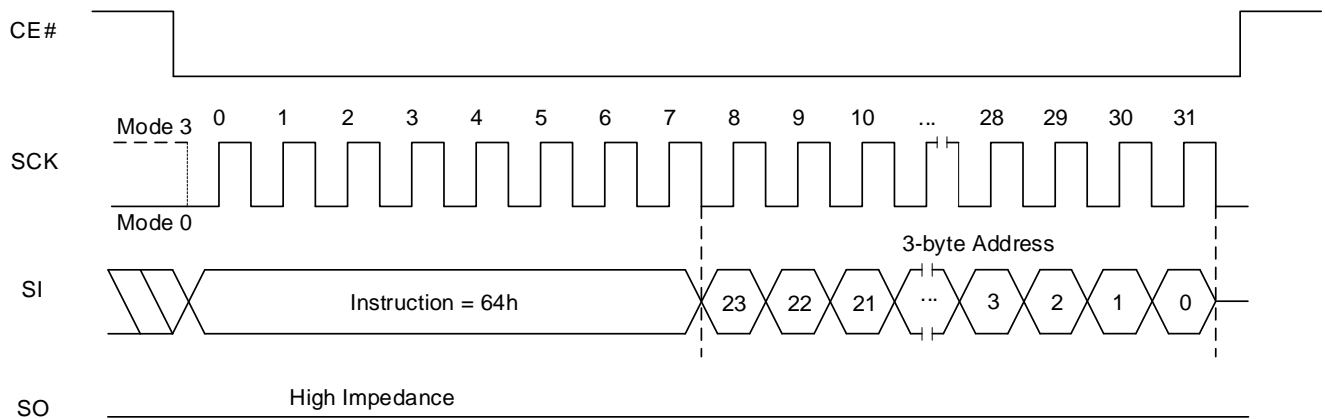 CE#
0 1 2 3 4 5 6 7 8 9 10 ... 28 29 30 31
Mode 3
SCK
Mode 0
3-byte Address
SI
Instruction = 64h 23 22 21 ... 3 2 1 0
High Impedance
SO